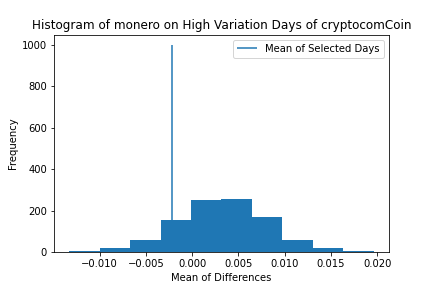 Histogram of monero on High Variation Days of cryptocomCoin
Mean of Selected Days
1000
800
600
400
200
0
Frequency
−0.010 −0.005 0.000 0.005 0.010 0.015 0.020
Mean of Differences